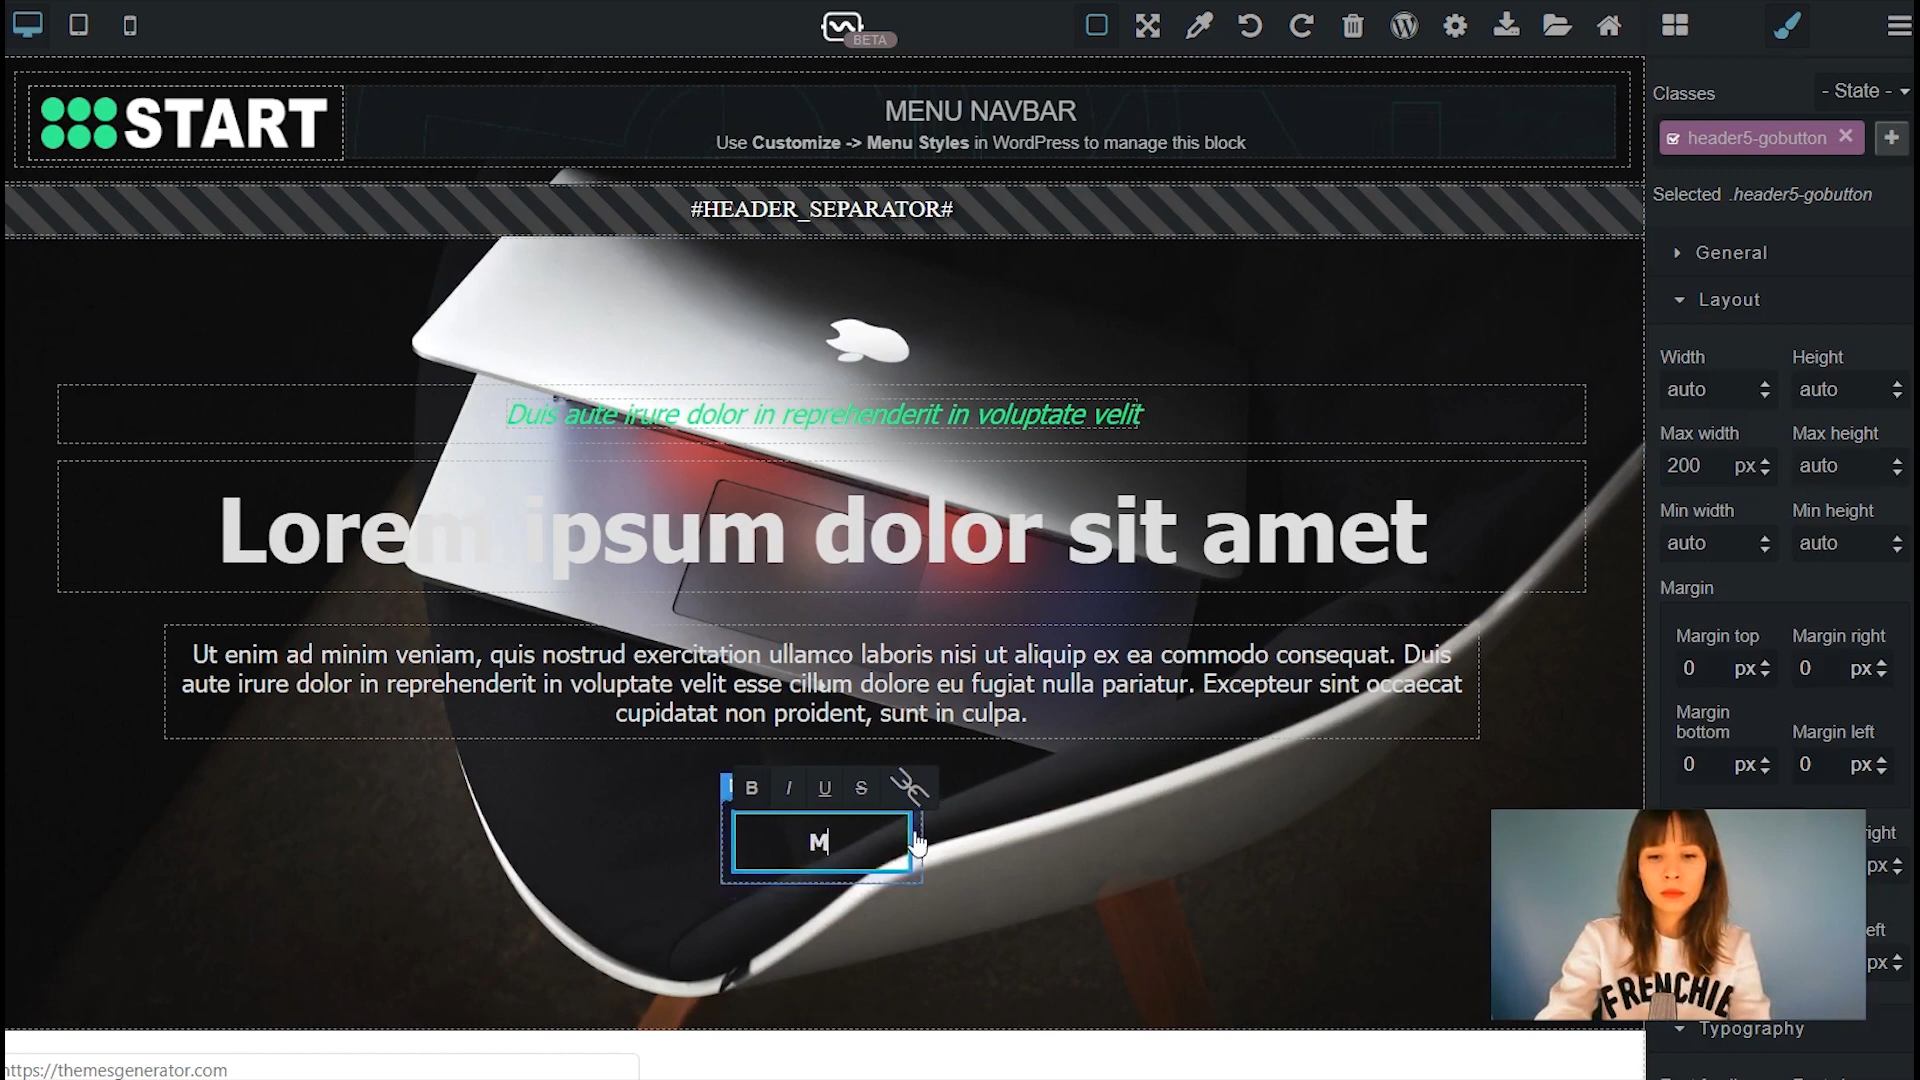 BETA
START
MENU NAVBAR
Use Customize -> Menu Styles in WordPress to manage this block
#HEADER_SEPARATOR#
Duis aute irure dolor in reprehenderit in voluptate velit
Lorem ipsum dolor sit amet
Ut enim ad minim veniam, quis nostrud exercitation ullamco laboris nisi ut aliquip ex ea commodo consequat. Duis
aute irure dolor in reprehenderit in voluptate velit esse cillum dolore eu fugiat nulla pariatur. Excepteur sint occaecat
cupidatat non proident, sunt in culpa.
B I U S
M
https://themesgenerator.com
Classes - State -
header5-gobutton
Selected .header5-gobutton
General
Layout
Width Height
auto auto
Max width Max height
200 px auto
Min width Min height
auto auto
Margin
Margin top Margin right
0 px 0 px
Margin
bottom Margin left
0 px 0 px
right
px
eft
px
FRENCHIE
Typography